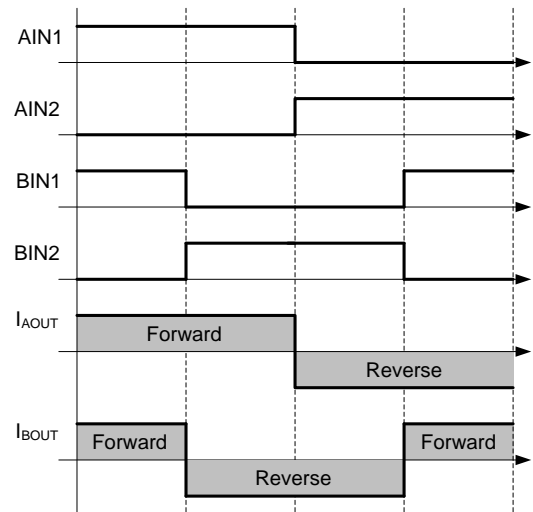 AIN1
AIN2
BIN1
BIN2
IAOUT
Forward
Reverse
IBOUT
Forward
Forward
Reverse